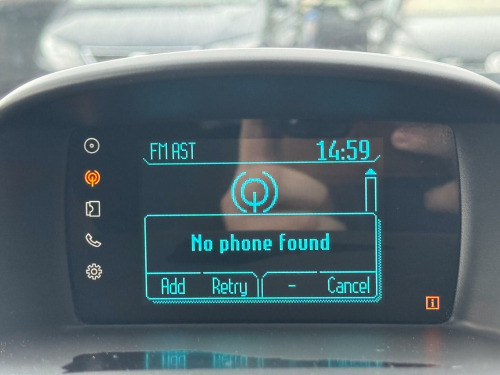 FM AST 14:59
No phone found
Add Retry - Cancel